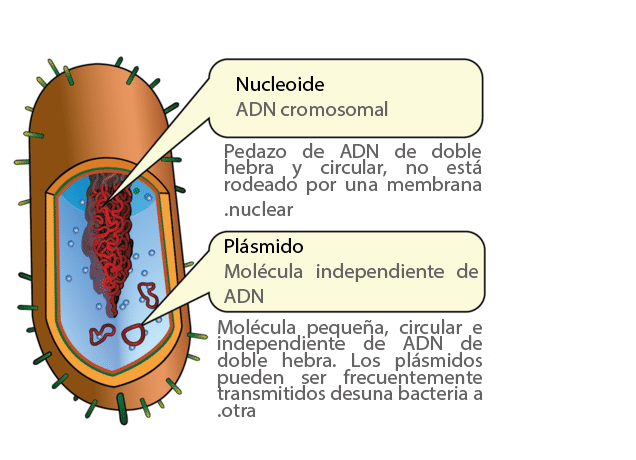 Nucleoide
ADN cromosomal
Pedazo de ADN de doble
hebra y circular, no está
rodeado por una membrana
.nuclear
Plásmido
Molécula independiente de
ADN
Molécula pequeña, circular e
independiente de ADN de
doble hebra. Los plásmidos
pueden ser frecuentemente
transmitidos desuna bacteria a
.otra